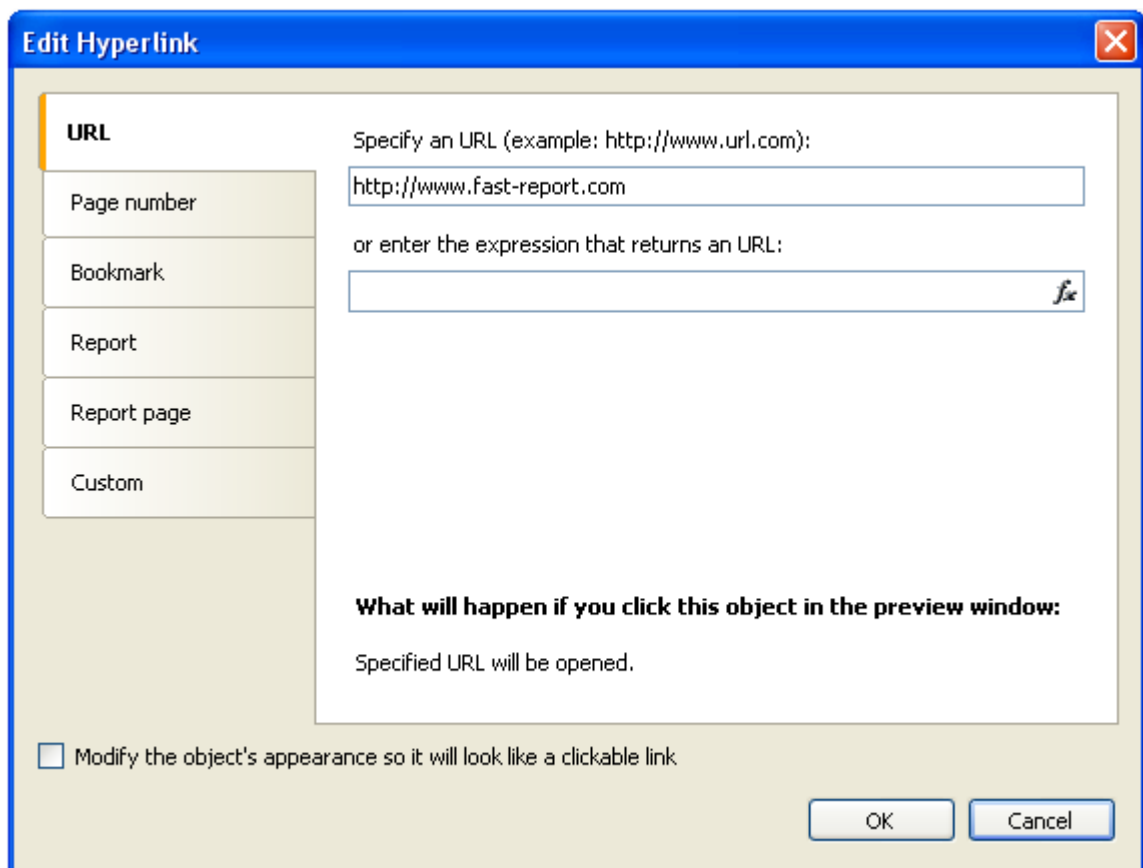 Edit Hyperlink
URL
Page number
Bookmark
Report
Report page
Custom
Specify an URL (example: http://www.url.com):
http://www.fast-report.com
or enter the expression that returns an URL:
fx
What will happen if you click this object in the preview window:
Specified URL will be opened.
Modify the object's appearance so it will look like a clickable link
OK
Cancel